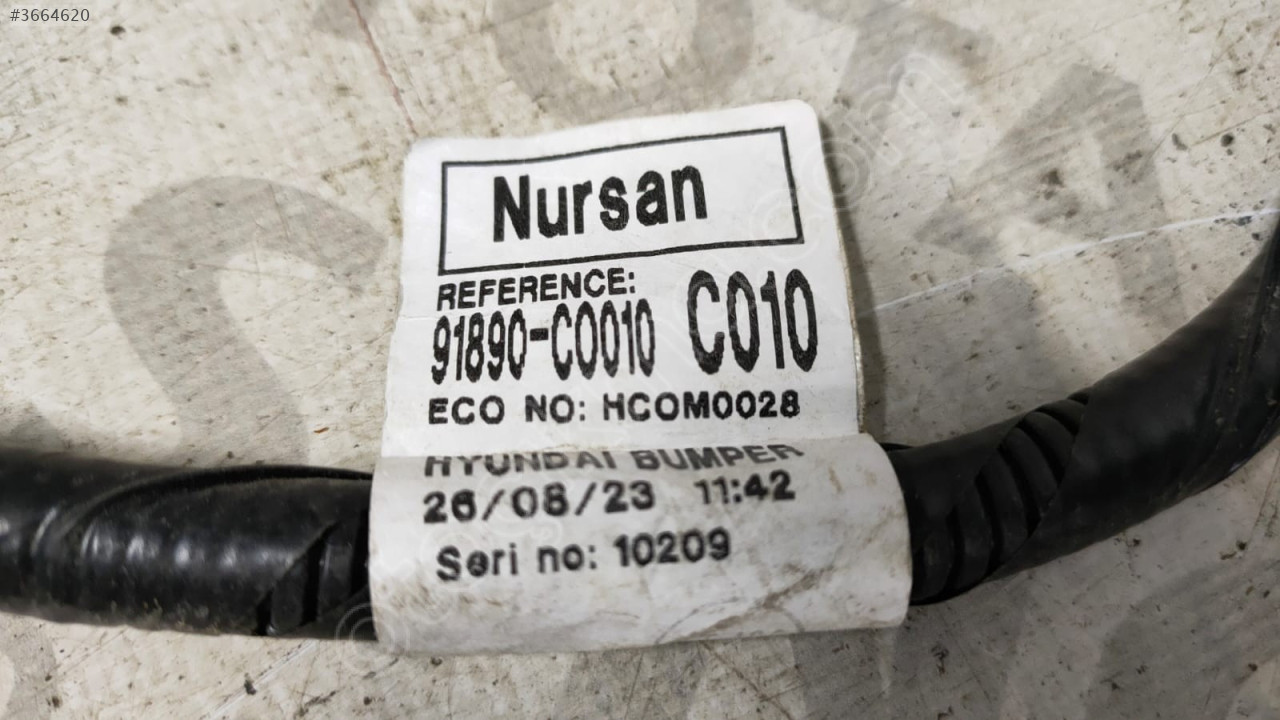 #3664620
Nursan
REFERENCE:
91890-C0010 C010
ECO NO: HCOM0028
HYUNDAI BUMPER
26/08/23 11:42
Seri no: 10209